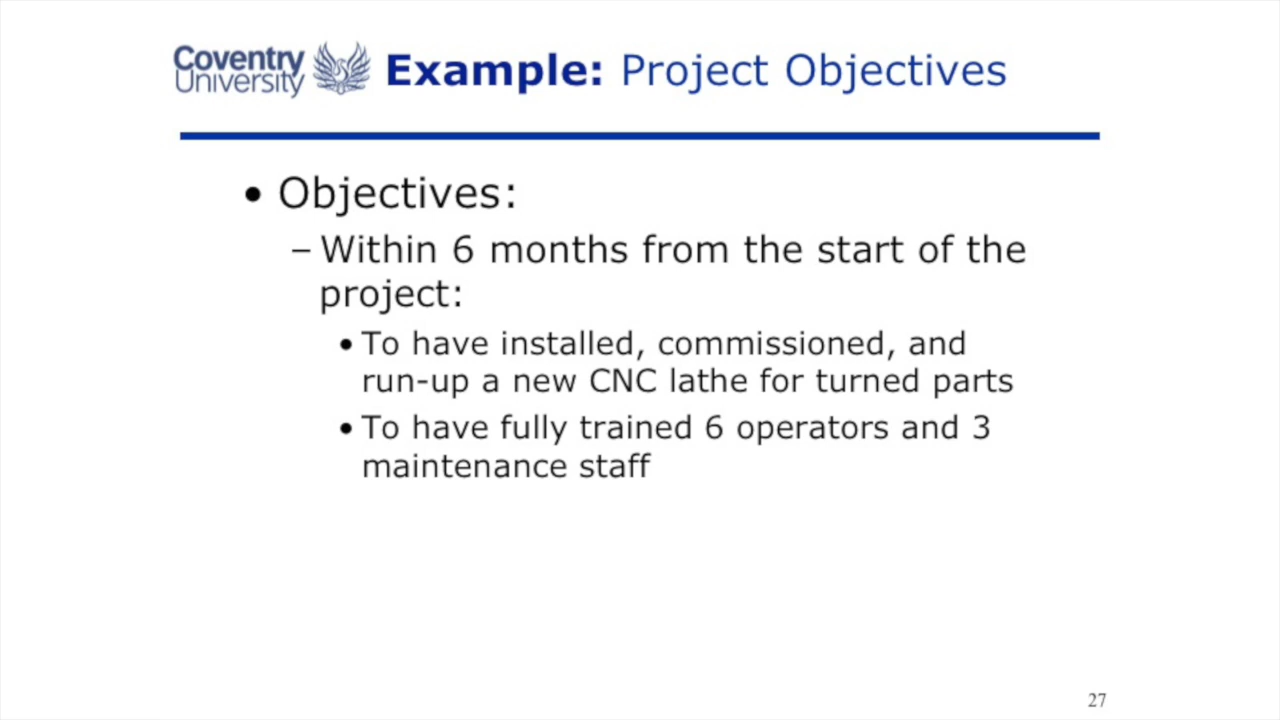 Coventry
University
Example: Project Objectives
• Objectives:
– Within 6 months from the start of the
project:
• To have installed, commissioned, and
run-up a new CNC lathe for turned parts
• To have fully trained 6 operators and 3
maintenance staff
27